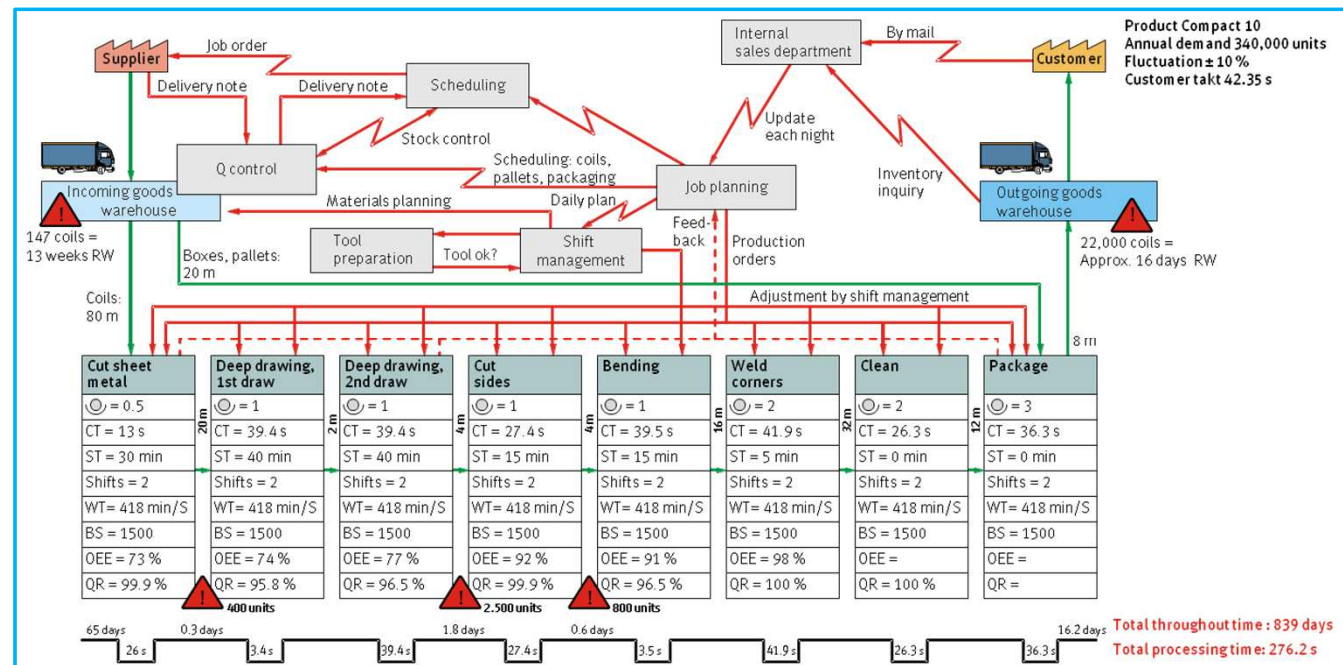 Product Compact 10
Annual demand 340,000 units
Fluctuation ± 10 %
Customer takt 42.35 s
Supplier
Job order
Scheduling
Internal
sales department
By mail
Customer
Delivery note
Delivery note
Stock control
Update
each night
Q control
Scheduling: coils,
pallets, packaging
Job planning
Inventory
inquiry
Incoming goods
warehouse
Outgoing goods
warehouse
147 coils =
13 weeks RW
Materials planning
Daily plan
Feed-
back
Production
orders
22,000 coils =
Approx. 16 days RW
Boxes, pallets:
20 m
Tool
preparation
Tool ok?
Shift
management
Coils:
80 m
Adjustment by shift management
8 m
Cut sheet
metal
= 0.5
CT = 13 s
ST = 30 min
Shifts = 2
WT= 418 min/S
BS = 1500
OEE = 73 %
QR = 99.9 %
20 m
Deep drawing,
1st draw
= 1
CT = 39.4 s
ST = 40 min
Shifts = 2
WT= 418 min/S
BS = 1500
OEE = 74 %
QR = 95.8 %
2 m
Deep drawing,
2nd draw
= 1
CT = 39.4 s
ST = 40 min
Shifts = 2
WT= 418 min/S
BS = 1500
OEE = 77 %
QR = 96.5 %
4 m
Cut
sides
= 1
CT = 27.4 s
ST = 15 min
Shifts = 2
WT= 418 min/S
BS = 1500
OEE = 92 %
QR = 99.9 %
4 m
Bending
= 1
CT = 39.5 s
ST = 15 min
Shifts = 2
WT= 418 min/S
BS = 1500
OEE = 91 %
QR = 96.5 %
16 m
Weld
corners
= 2
CT = 41.9 s
ST = 5 min
Shifts = 2
WT= 418 min/S
BS = 1500
OEE = 98 %
QR = 100 %
32 m
Clean
= 2
CT = 26.3 s
ST = 0 min
Shifts = 2
WT= 418 min/S
BS = 1500
OEE =
QR = 100 %
12 m
Package
= 3
CT = 36.3 s
ST = 0 min
Shifts = 2
WT= 418 min/S
BS = 1500
OEE =
QR =
!
!
!
!
!
400 units
2.500 units
800 units
65 days
0.3 days
1.8 days
0.6 days
16.2 days
26 s
3.4 s
39.4 s
27.4 s
3.5 s
41.9 s
26.3 s
36.3 s
Total throughout time : 839 days
Total processing time: 276.2 s